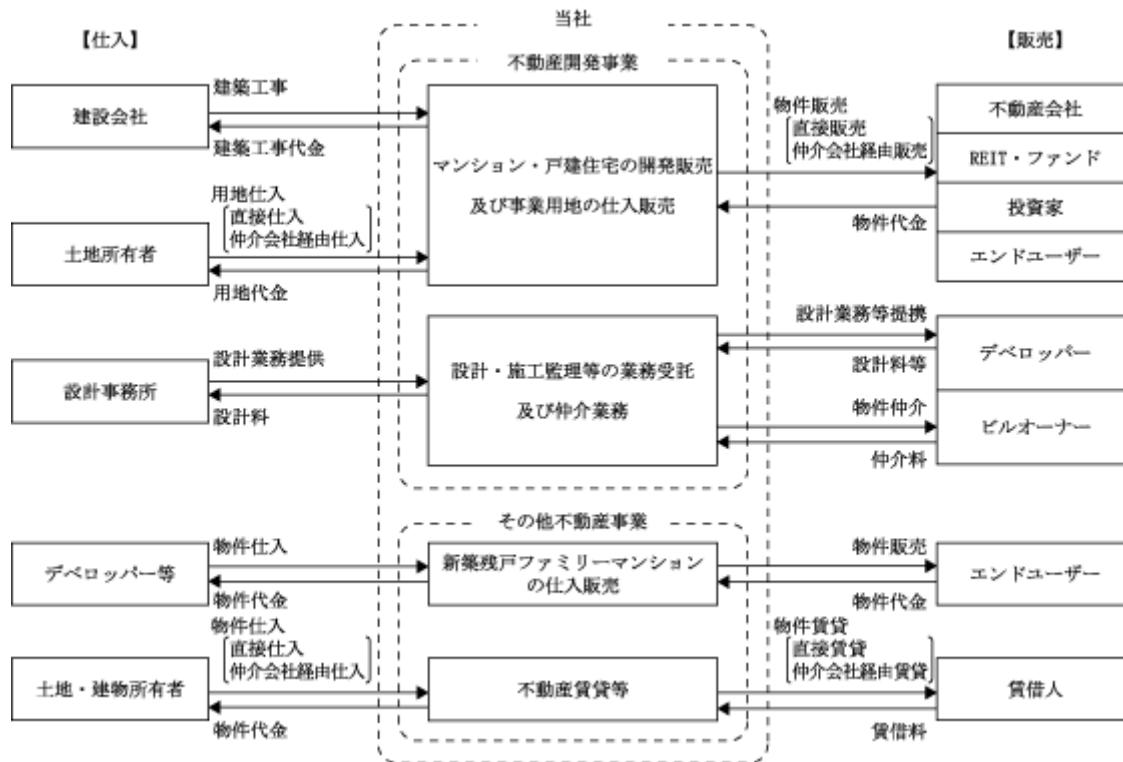 当社
【仕入】
【販売】
不動産開発事業
建設会社
建築工事
建築工事代金
土地所有者
用地仕入
直接仕入
仲介会社経由仕入
用地代金
マンション・戸建住宅の開発販売
及び事業用地の仕入販売
物件販売
直接販売
仲介会社経由販売
物件代金
不動産会社
REIT・ファンド
投資家
エンドユーザー
設計事務所
設計業務提供
設計料
設計・施工監理等の業務受託
及び仲介業務
設計業務等提携
設計料等
物件仲介
仲介料
デベロッパー
ビルオーナー
その他不動産事業
デベロッパー等
物件仕入
物件代金
新築残戸ファミリーマンション
の仕入販売
物件販売
物件代金
エンドユーザー
土地・建物所有者
物件仕入
直接仕入
仲介会社経由仕入
物件代金
不動産賃貸等
物件賃貸
直接賃貸
仲介会社経由賃貸
賃借料
賃借人